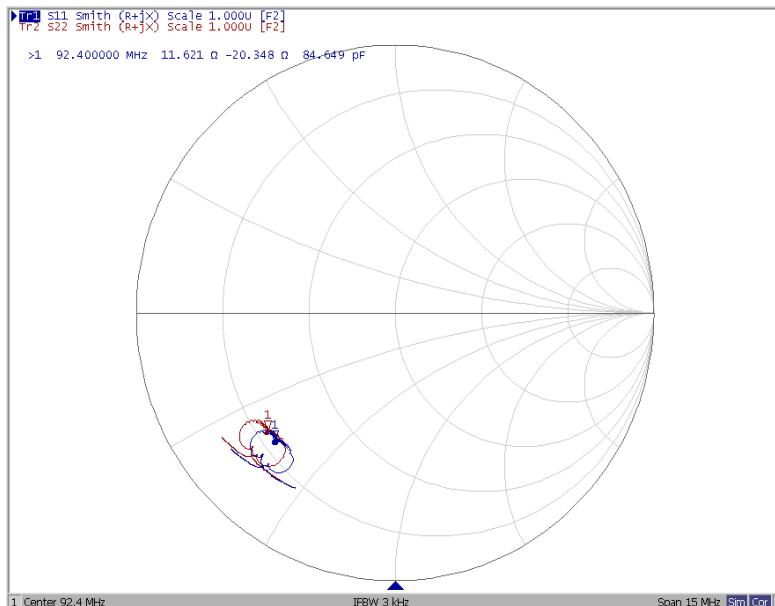 Tr1 S11 Smith (R+jX) Scale 1.000U [F2]
Tr2 S22 Smith (R+jX) Scale 1.000U [F2]
>1 92.400000 MHz 11.621 Ω -20.348 Ω 84.649 pF
1
1
1 Center 92.4 MHz IFBW 3 kHz Span 15 MHz Sim Cor